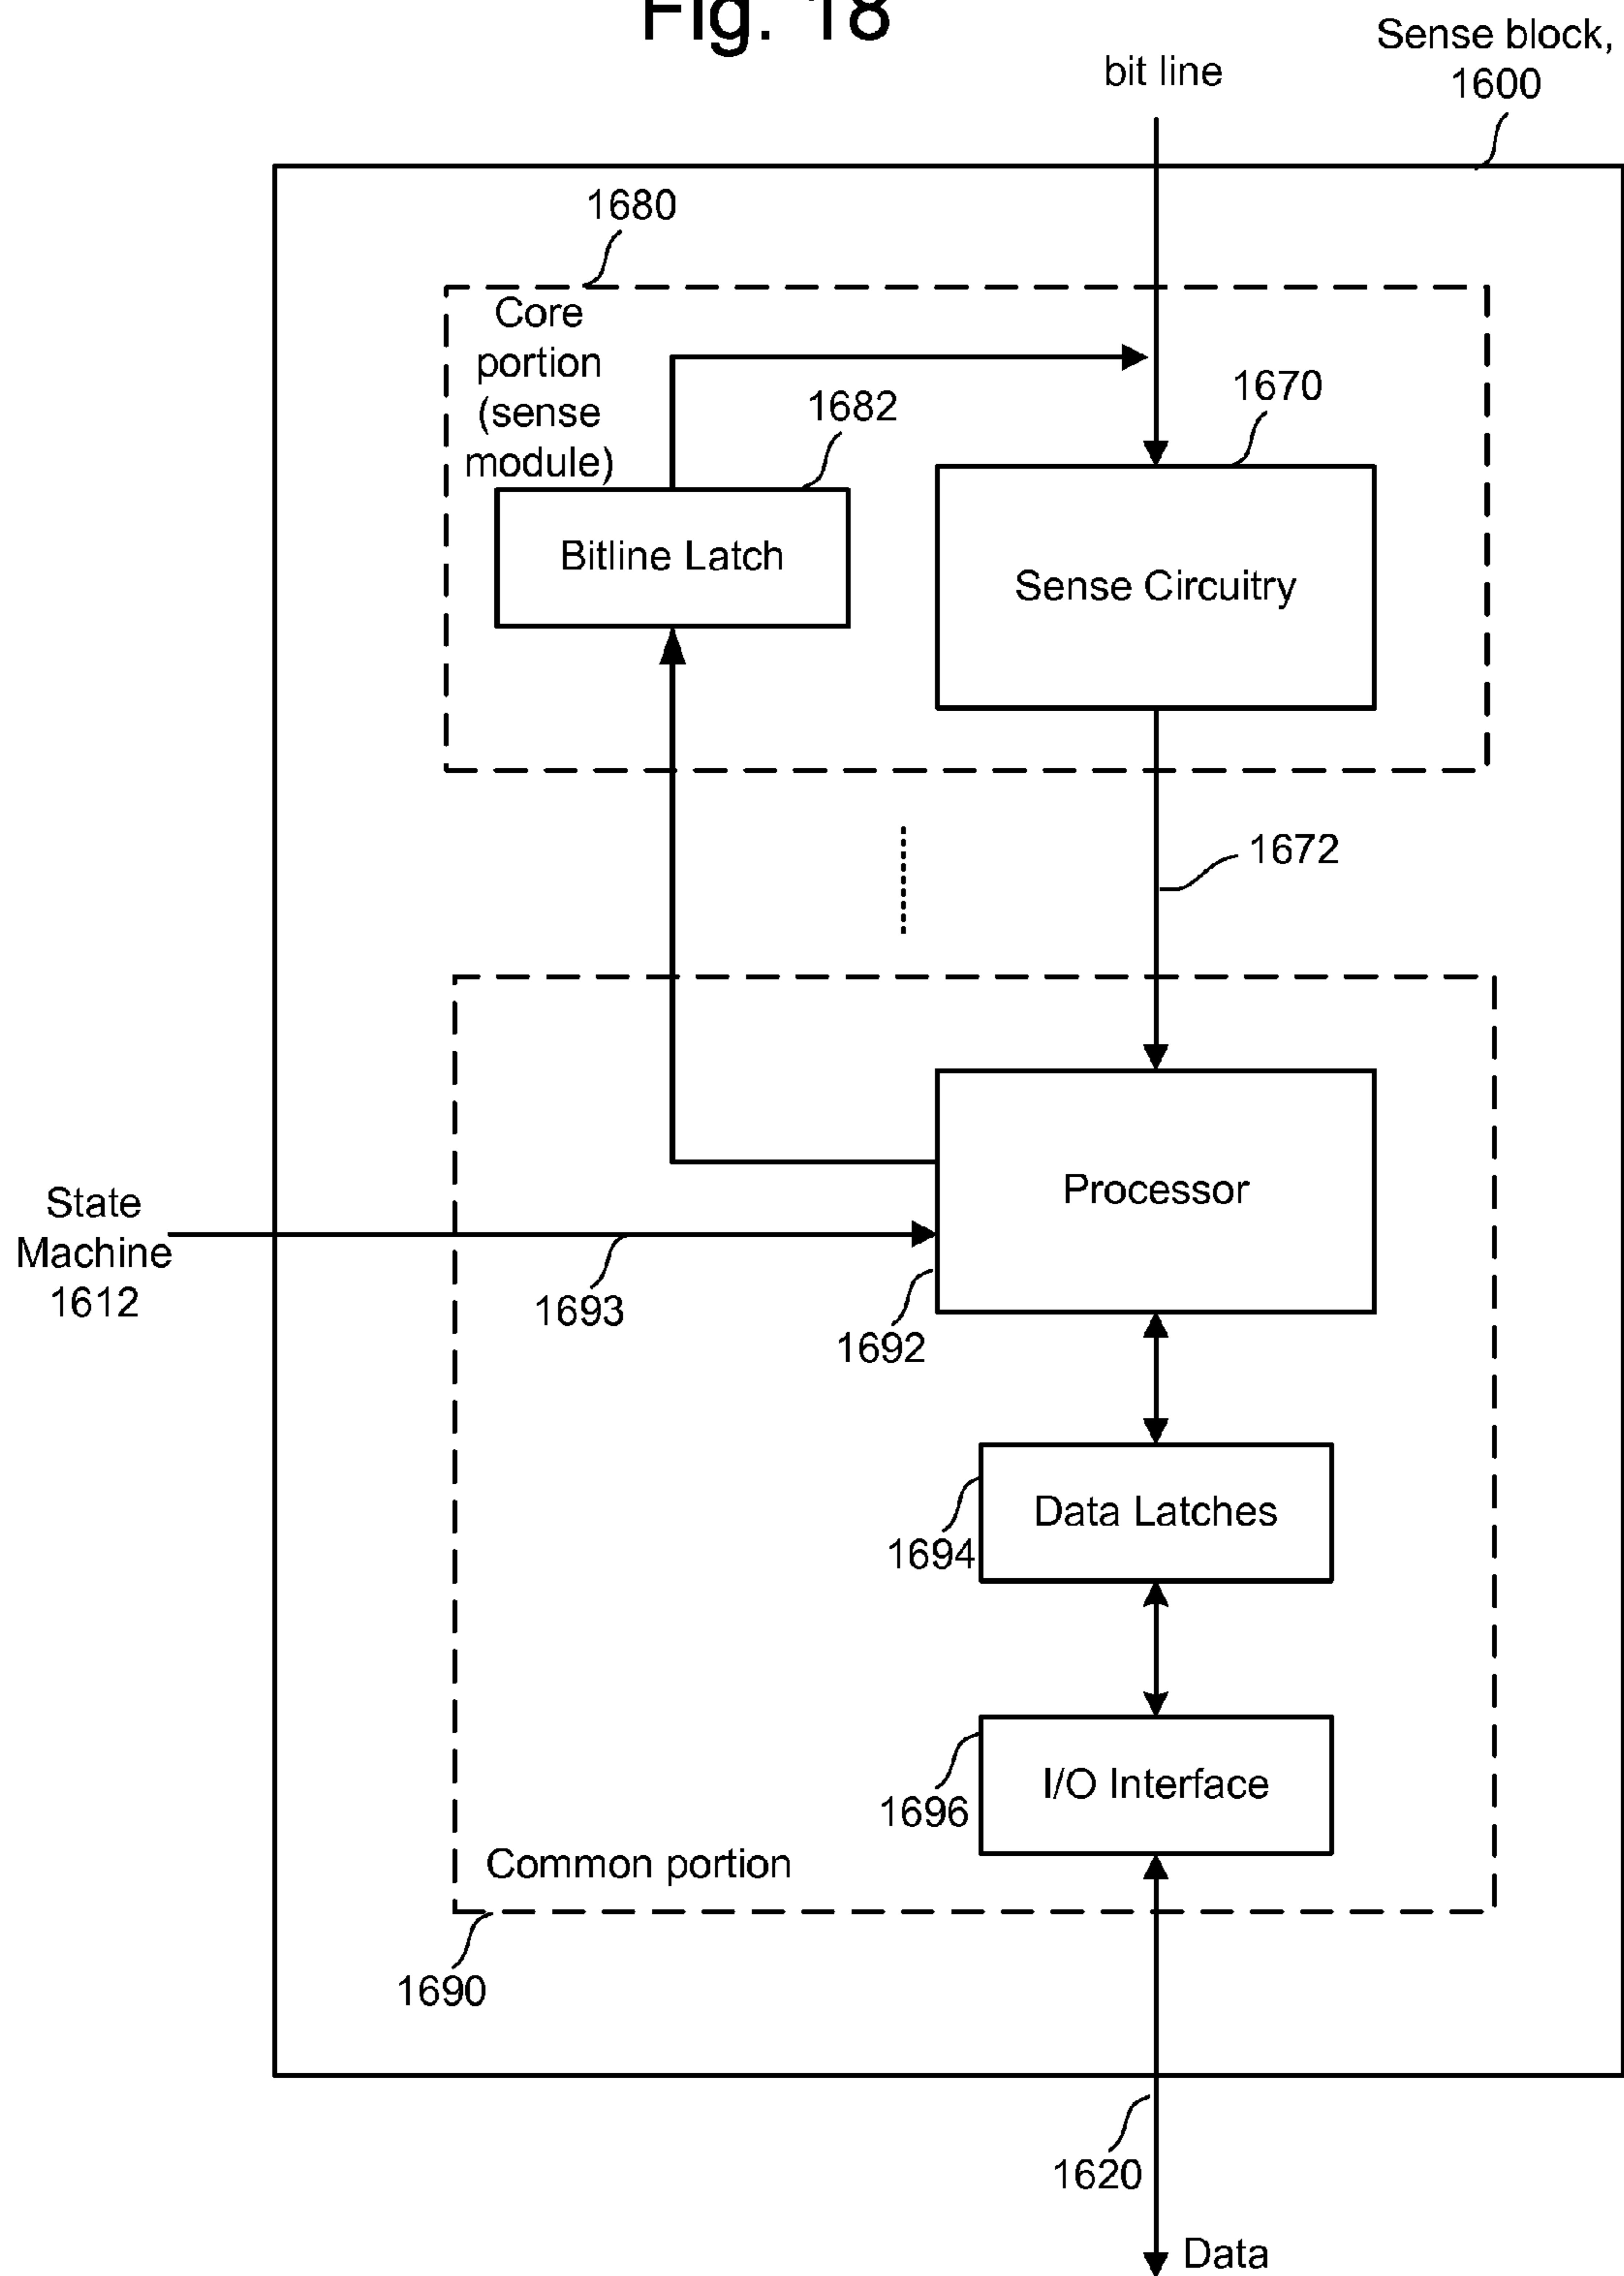 Fig. 18
Sense block,
1600
bit line
1680
Core
portion
(sense
module)
1682
1670
Bitline Latch
Sense Circuitry
1672
Processor
State
Machine
1612
1693
1692
Data Latches
1694
I/O Interface
1696
Common portion
1690
1620
Data